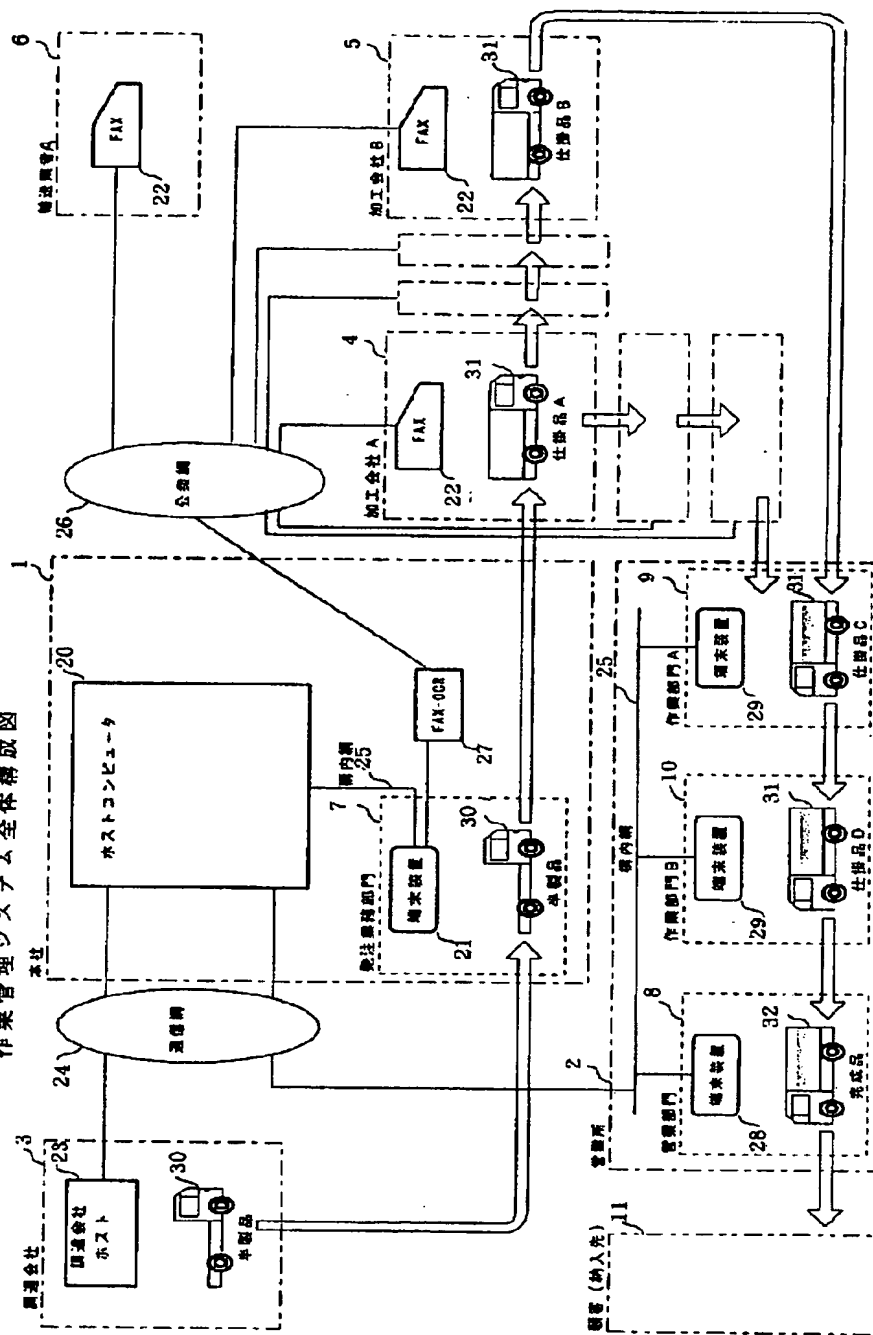 作業管理システム全体構成図
3
調達会社
23
調達会社
ホスト
30
半製品
24
通信網
本社
1
20
ホストコンピュータ
構内網
25
7
発注業務部門
端末装置
21
30
半製品
FAX-OCR
27
26
公衆網
6
輸送業者A
FAX
22
4
加工会社A
FAX
22
31
仕掛品A
5
加工会社B
FAX
22
31
仕掛品B
2
営業所
構内網
25
8
営業部門
端末装置
28
32
完成品
10
作業部門B
端末装置
29
31
仕掛品D
9
作業部門A
端末装置
29
31
仕掛品C
11
顧客(納入先)